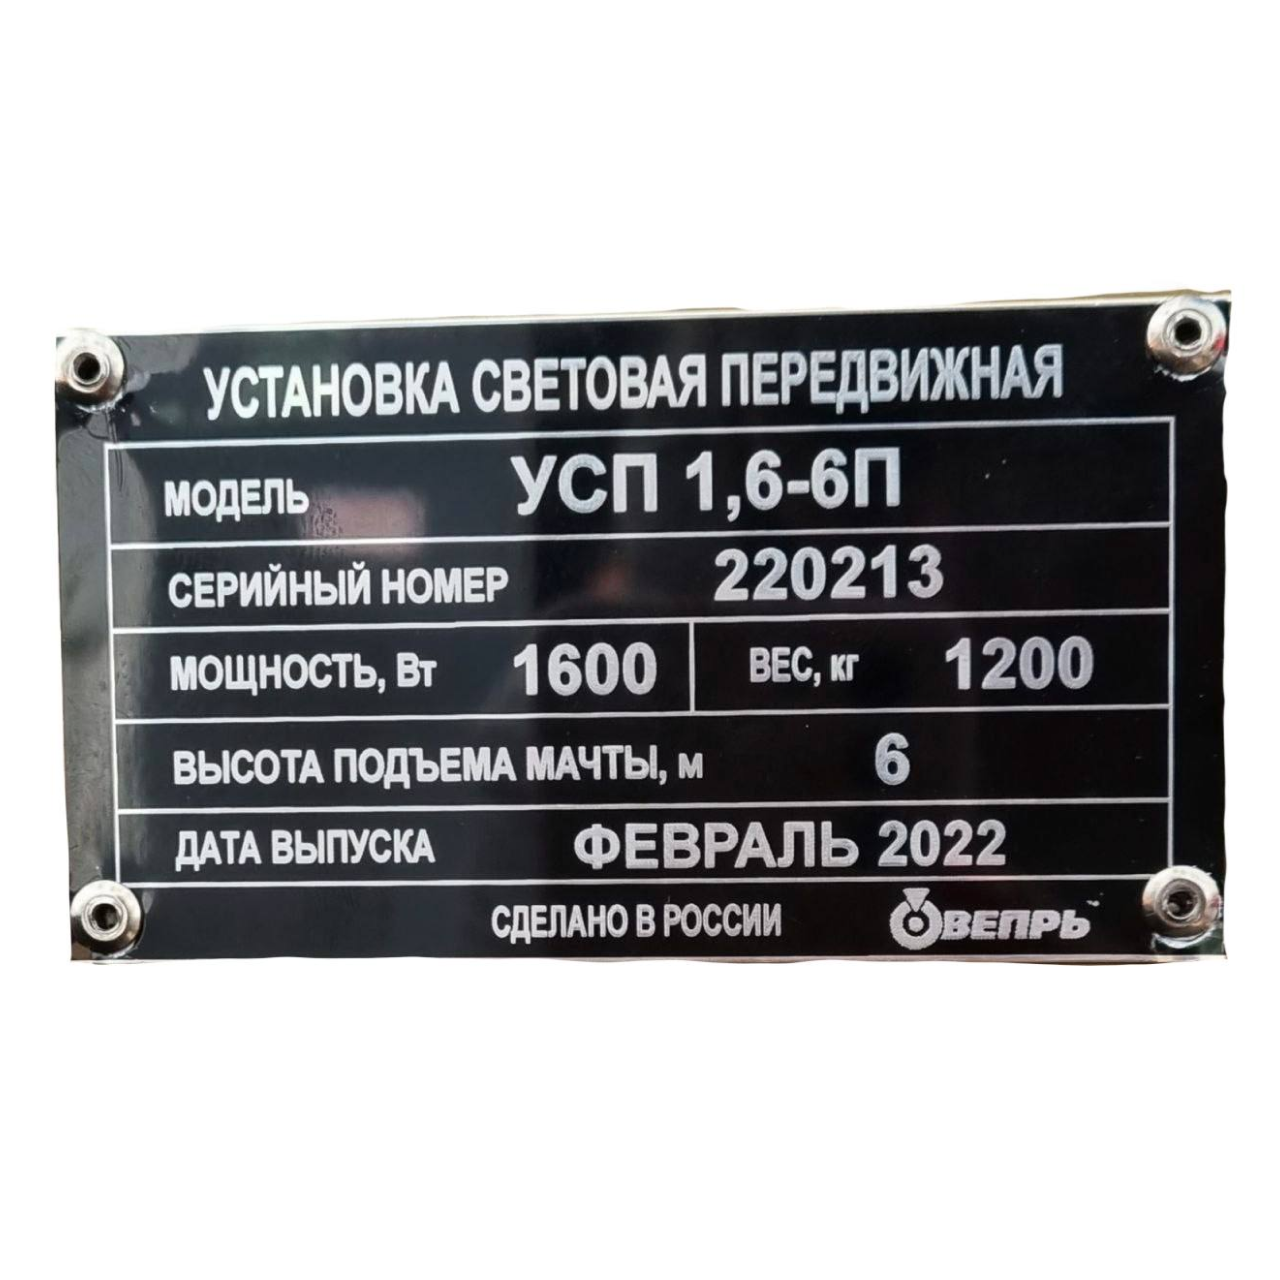 УСТАНОВКА СВЕТОВАЯ ПЕРЕДВИЖНАЯ
МОДЕЛЬ УСП 1,6-6П
СЕРИЙНЫЙ НОМЕР 220213
МОЩНОСТЬ, Вт 1600 ВЕС, кг 1200
ВЫСОТА ПОДЪЕМА МАЧТЫ, м 6
ДАТА ВЫПУСКА ФЕВРАЛЬ 2022
СДЕЛАНО В РОССИИ ВЕПРЬ™